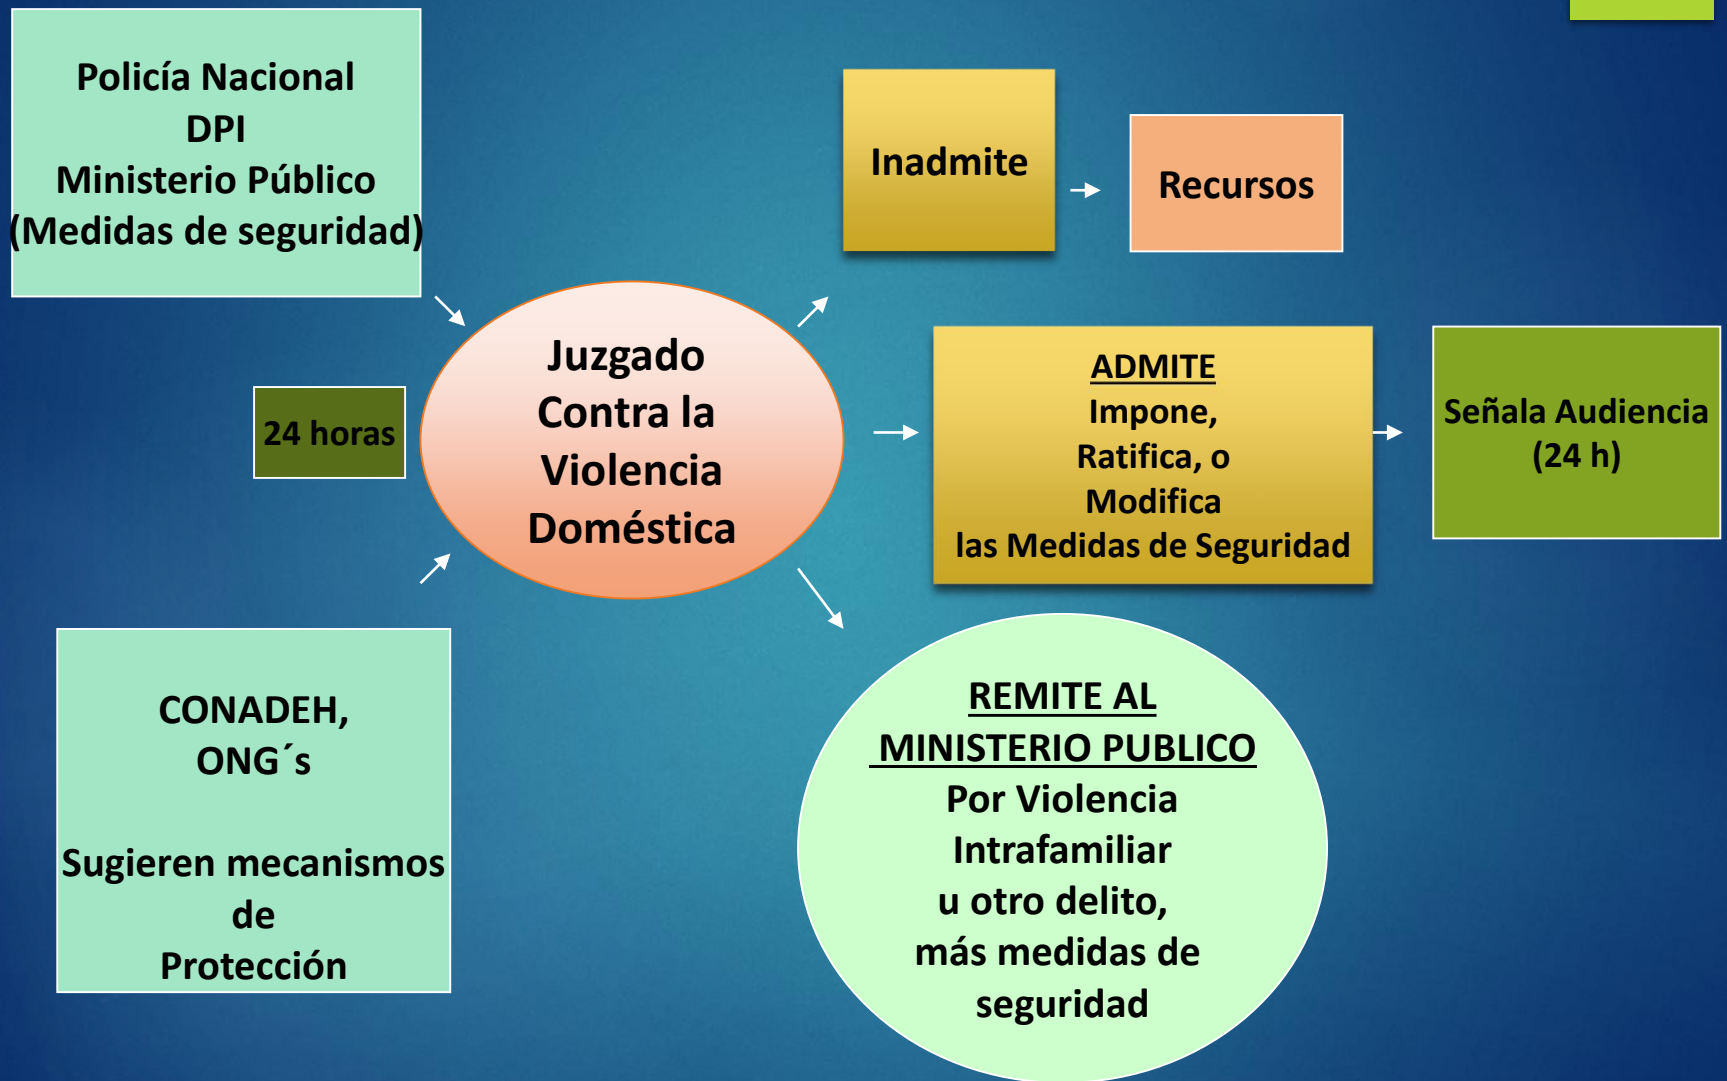 Policía Nacional
DPI
Ministerio Público
(Medidas de seguridad)
Inadmite
Recursos
24 horas
Juzgado
Contra la
Violencia
Doméstica
ADMITE
Impone,
Ratifica, o
Modifica
las Medidas de Seguridad
Señala Audiencia
(24 h)
CONADEH,
ONG´s
Sugieren mecanismos
de
Protección
REMITE AL
MINISTERIO PUBLICO
Por Violencia
Intrafamiliar
u otro delito,
más medidas de
seguridad